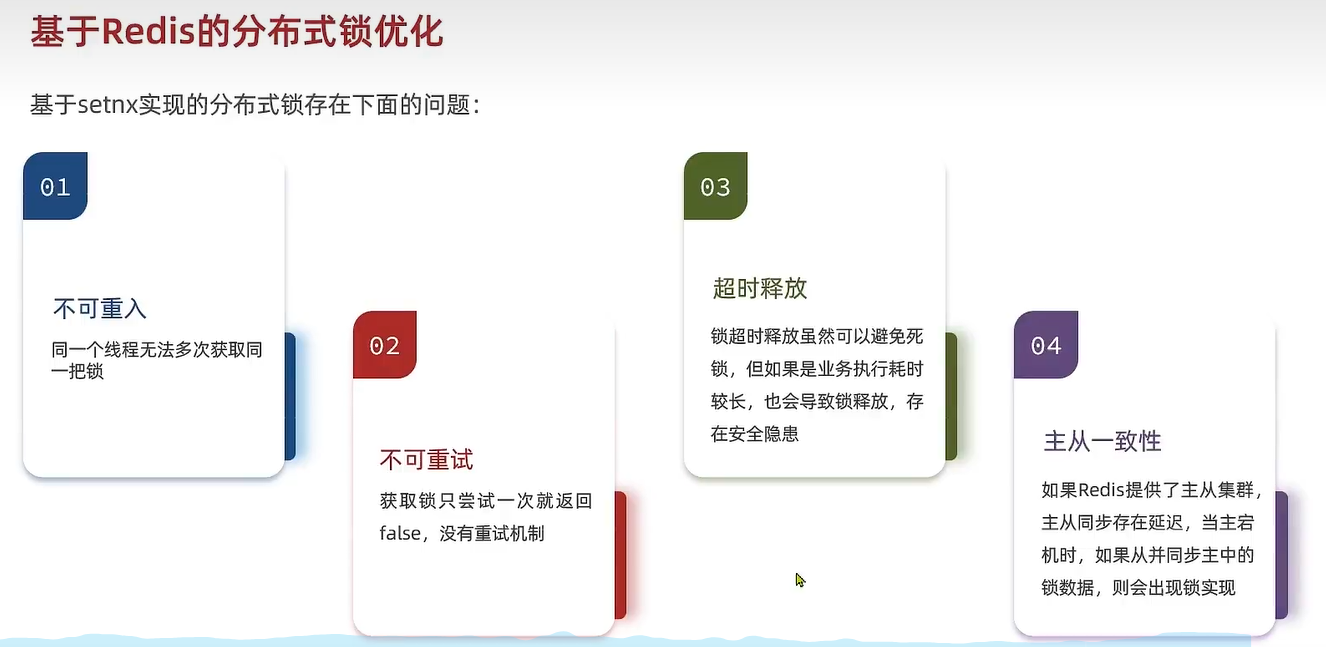 基于Redis的分布式锁优化
基于setnx实现的分布式锁存在下面的问题：
01
不可重入
同一个线程无法多次获取同
一把锁
02
不可重试
获取锁只尝试一次就返回
false，没有重试机制
03
超时释放
锁超时释放虽然可以避免死
锁，但如果是业务执行耗时
较长，也会导致锁释放，存
在安全隐患
04
主从一致性
如果Redis提供了主从集群，
主从同步存在延迟，当主宕
机时，如果从并同步主中的
锁数据，则会出现锁实现